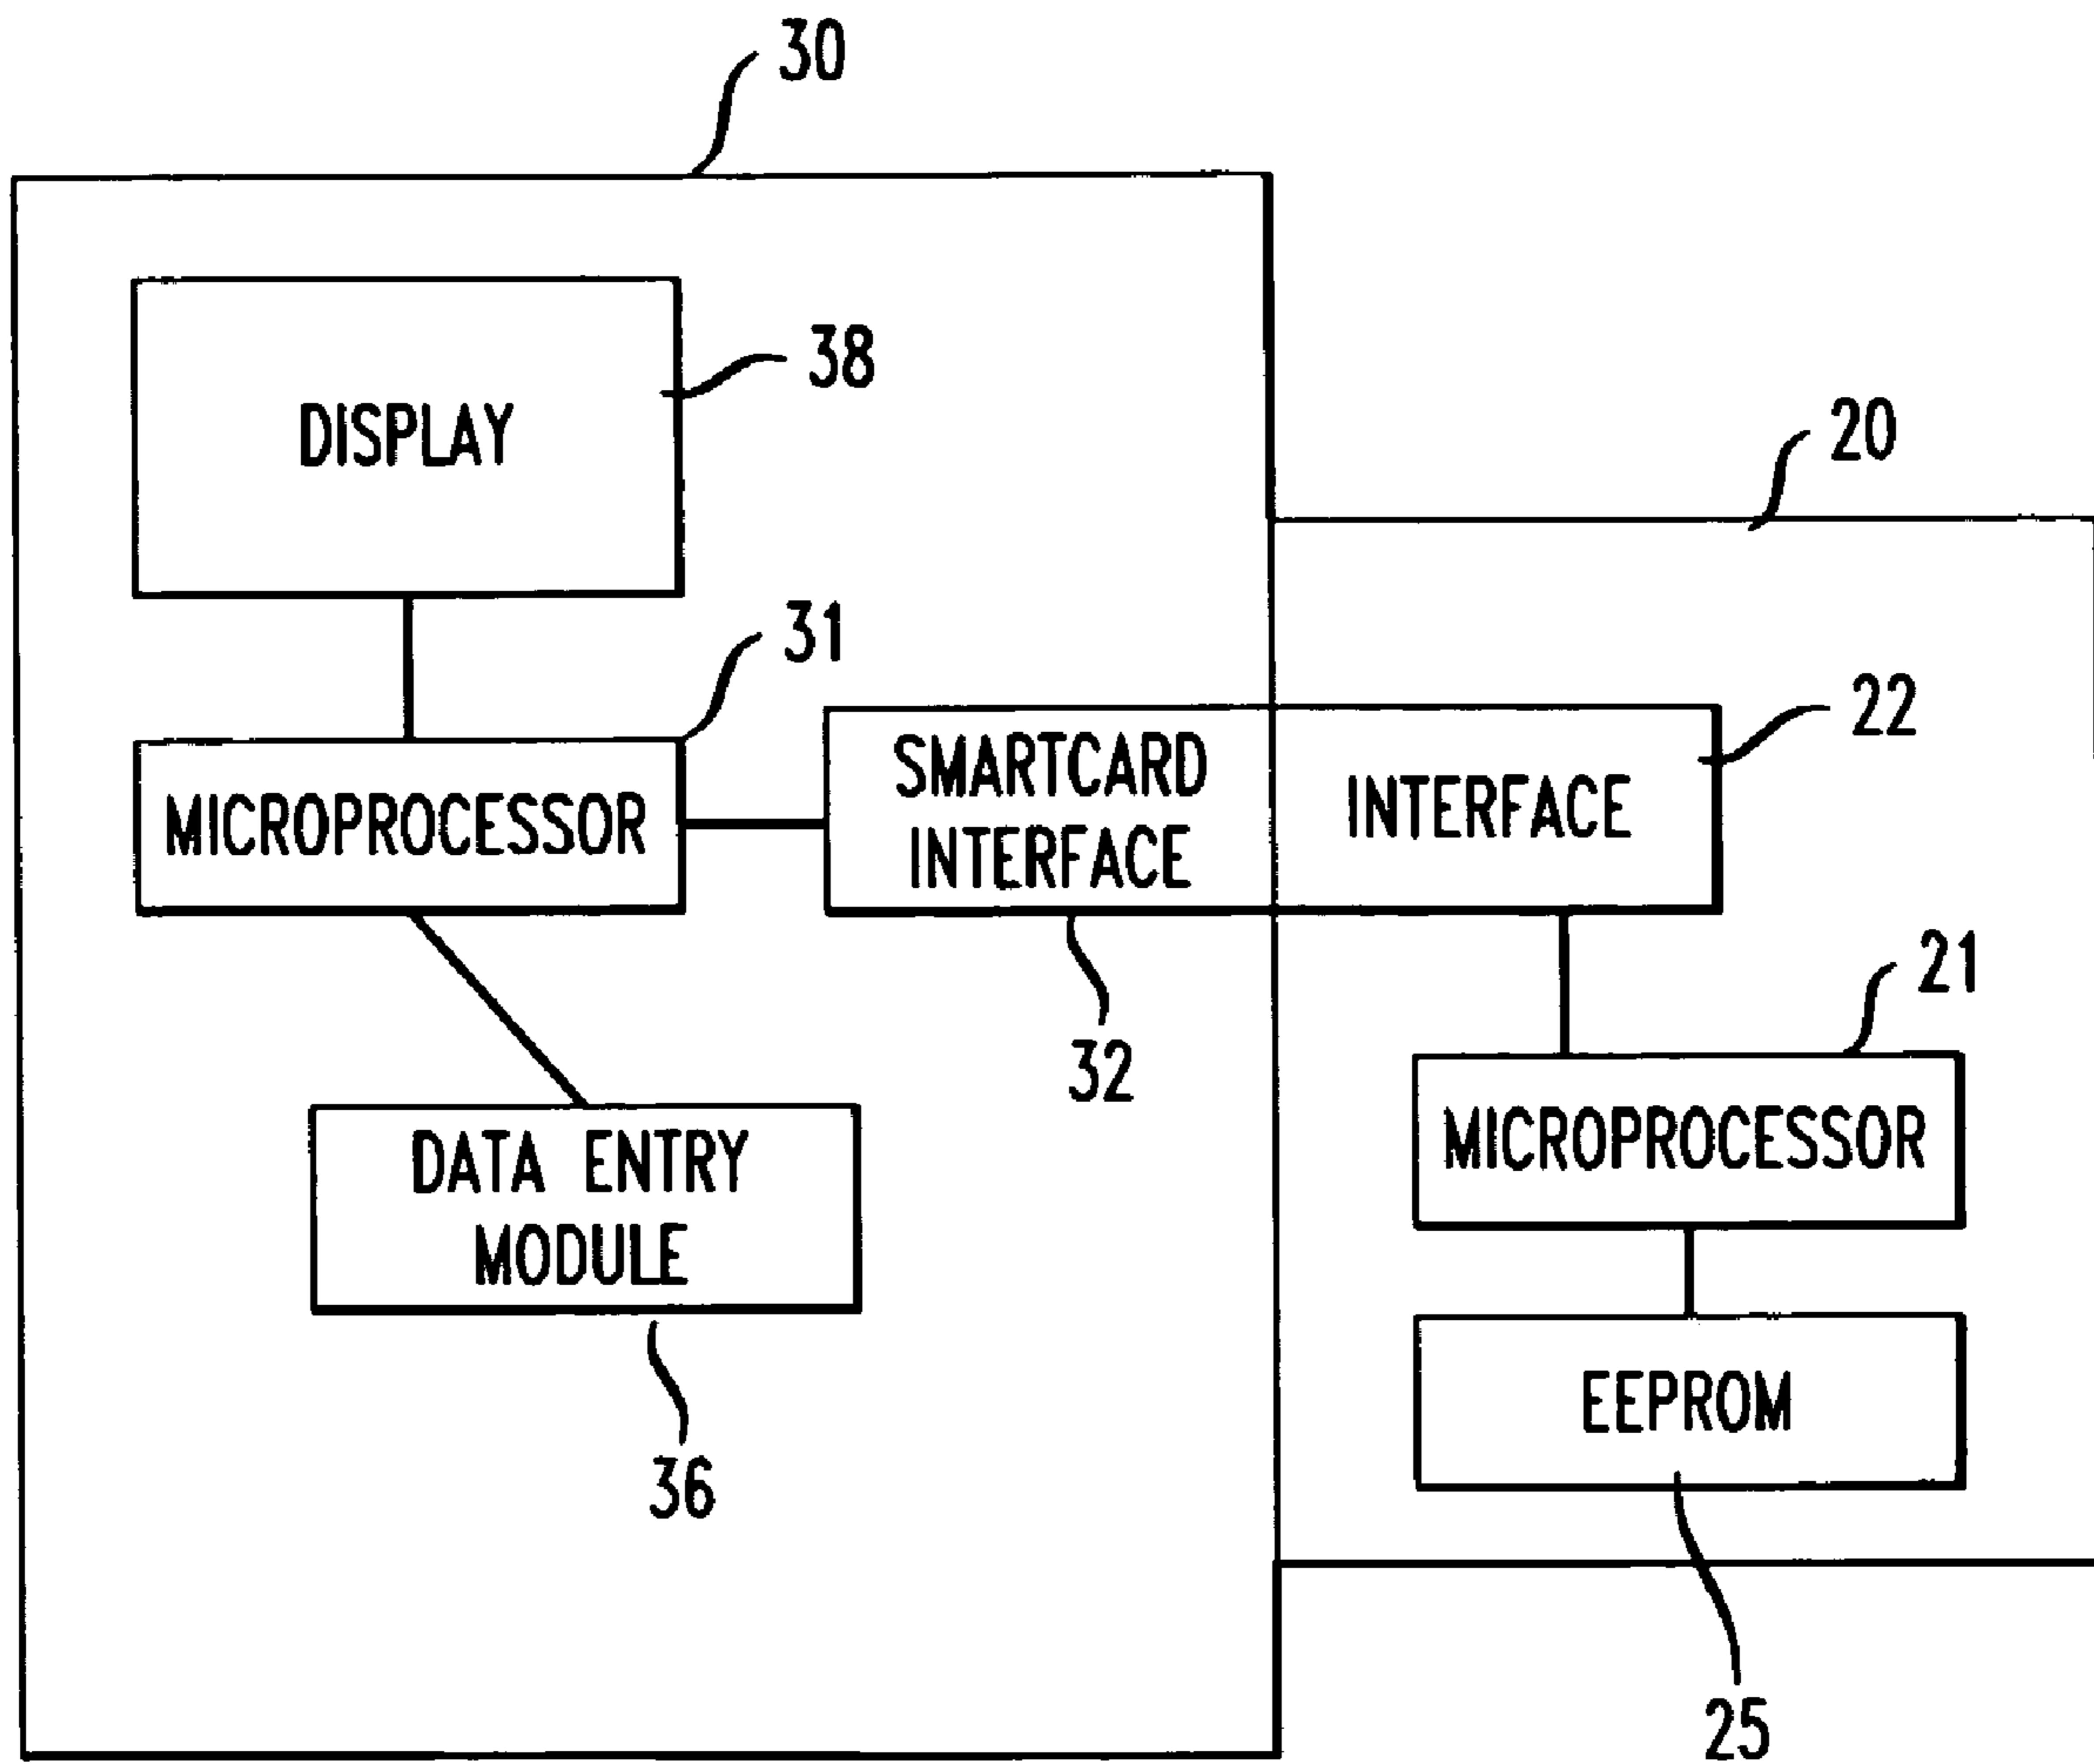 30
DISPLAY
38
20
31
MICROPROCESSOR
SMARTCARD
INTERFACE
INTERFACE
22
32
21
MICROPROCESSOR
DATA ENTRY
MODULE
36
EEPROM
25